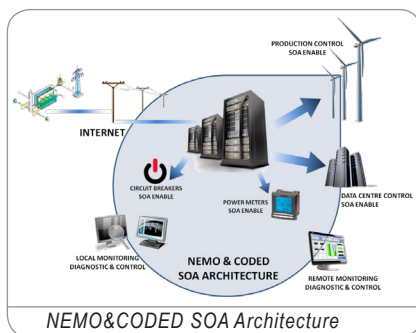 PRODUCTION CONTROL
SOA ENABLE
INTERNET
CIRCUIT BREAKERS
SOA ENABLE
POWER METERS
SOA ENABLE
DATA CENTRE CONTROL
SOA ENABLE
LOCAL MONITORING
DIAGNOSTIC & CONTROL
NEMO & CODED
SOA ARCHITECTURE
REMOTE MONITORING
DIAGNOSTIC & CONTROL
NEMO&CODED SOA Architecture